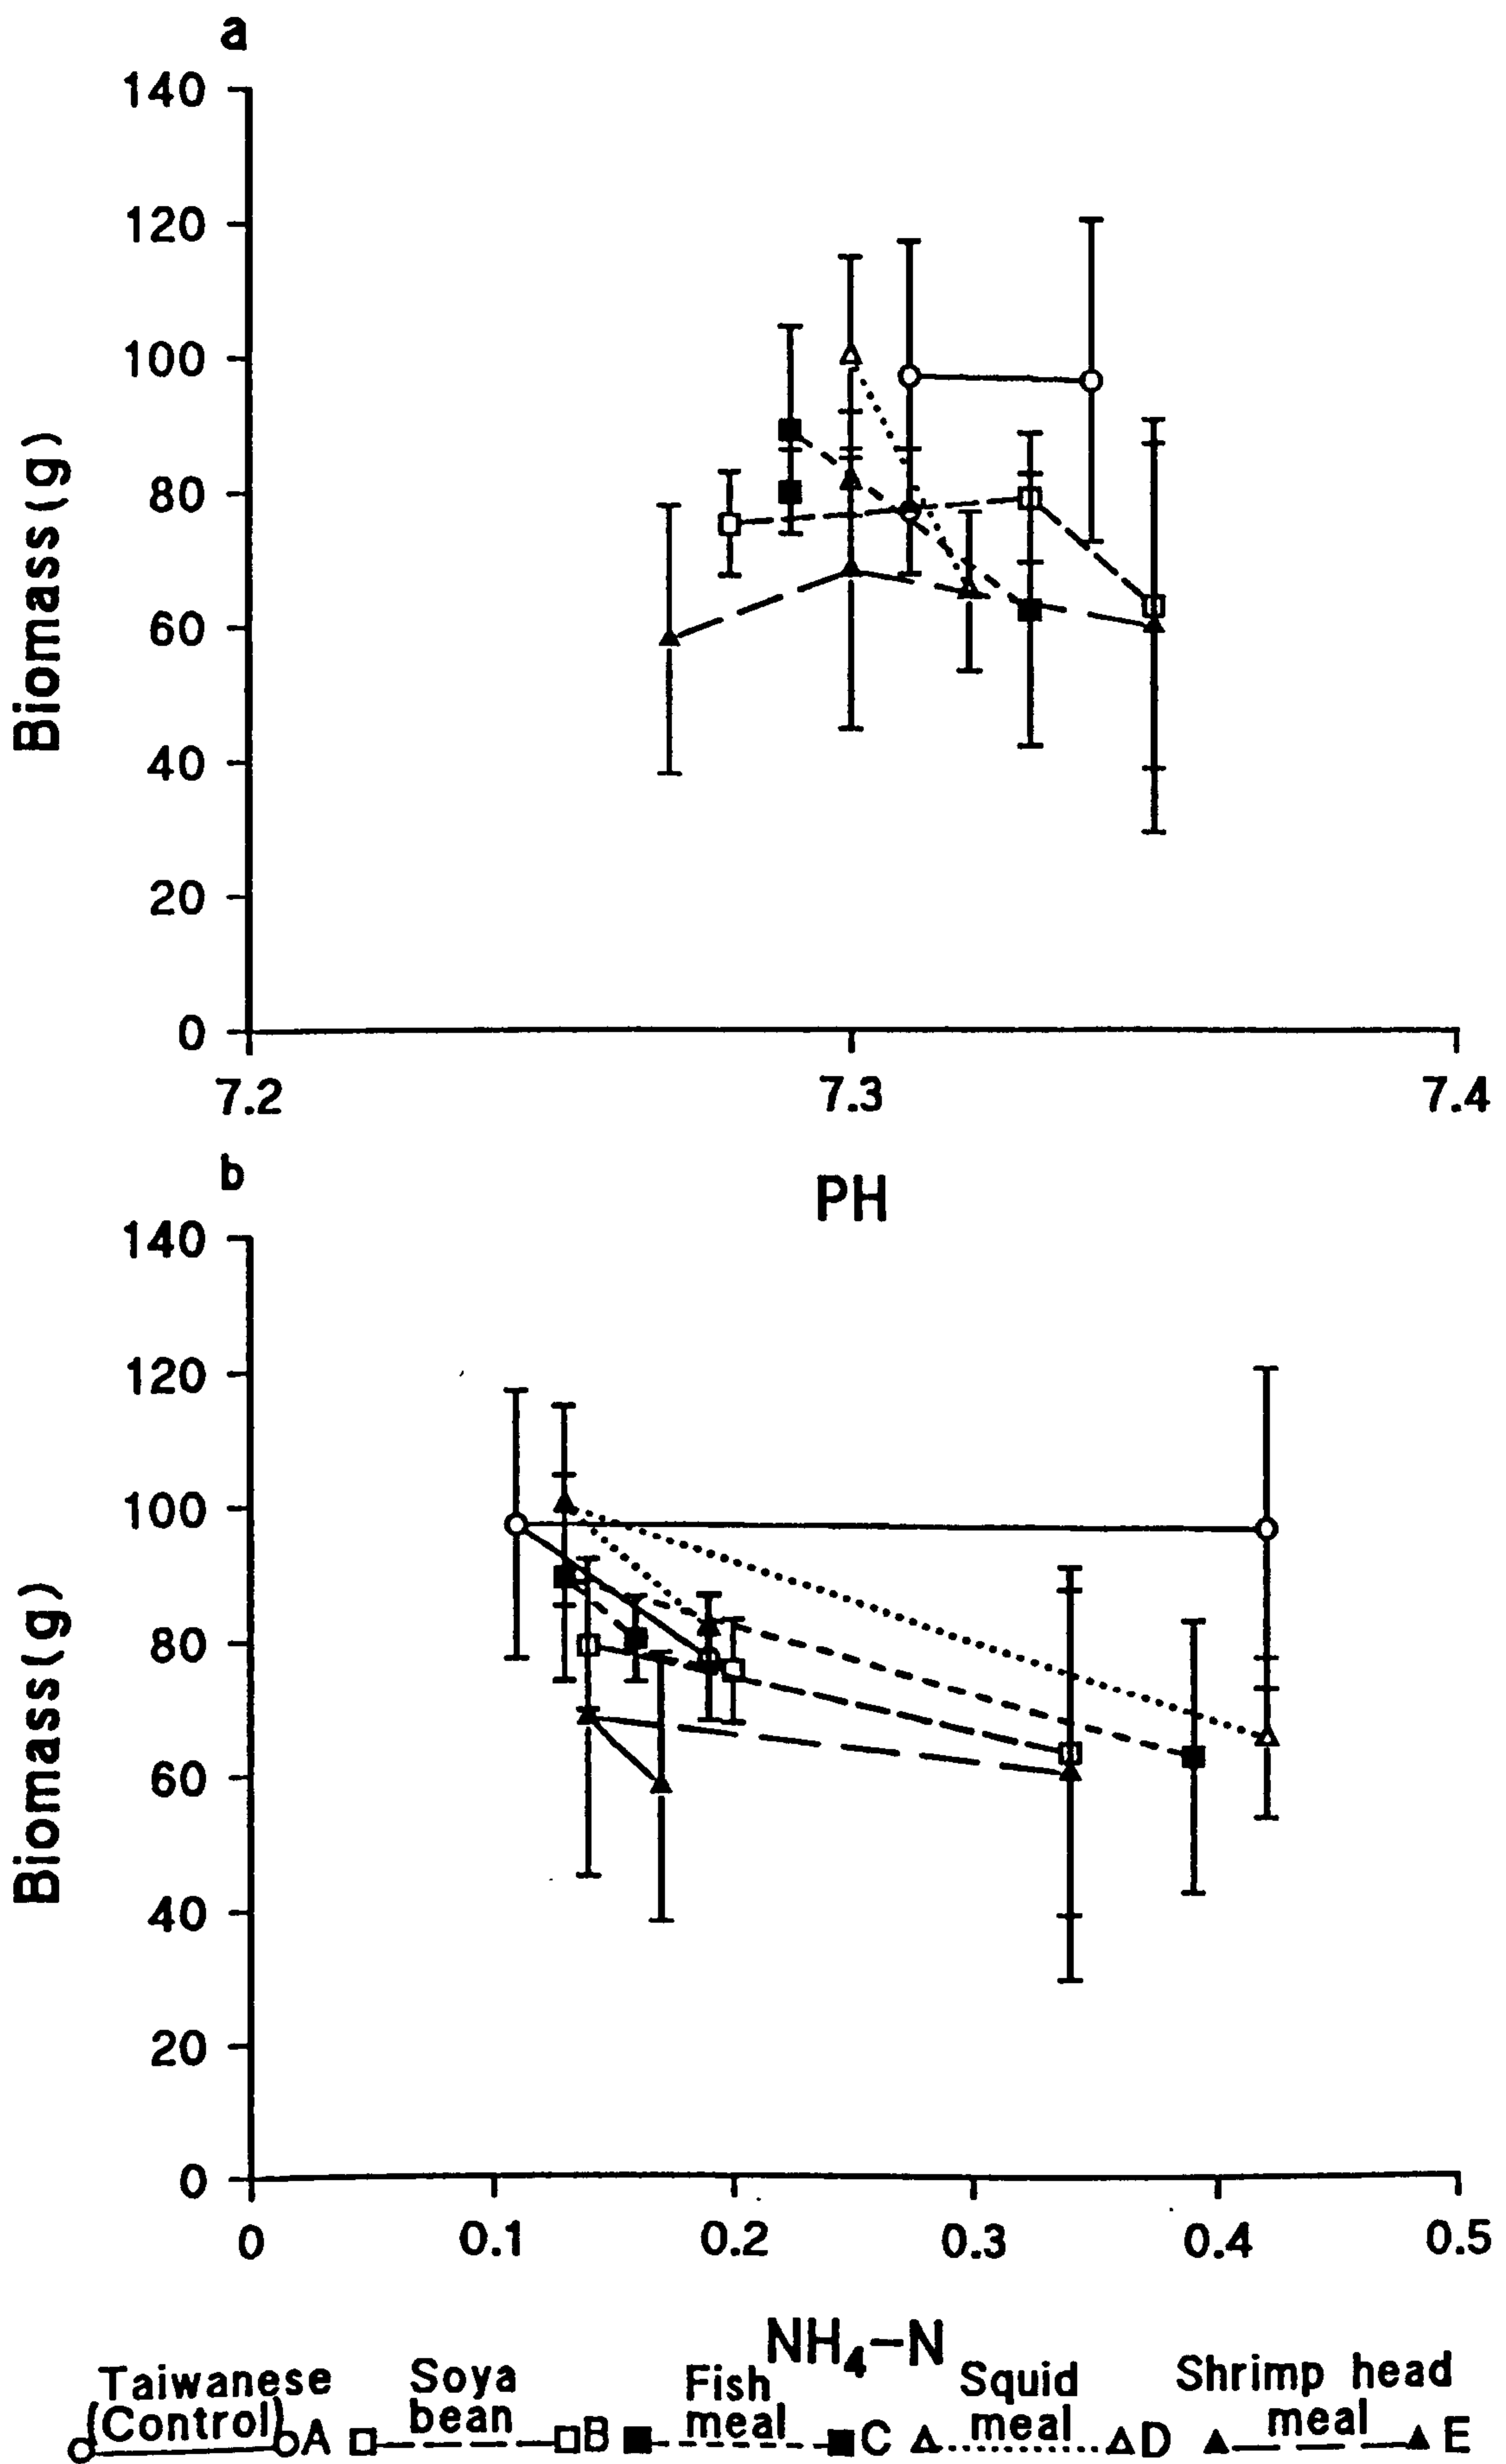 a
140
120
100
80
60
40
20
0
Biomass(g)
7.2 7.3 7.4
PH
b
140
120
100
80
60
40
20
0
Biomass(g)
0 0.1 0.2 0.3 0.4 0.5
NH4-N
Taiwanese Soya Fish Squid Shrimp head
(Control) A bean B meal C meal D meal E